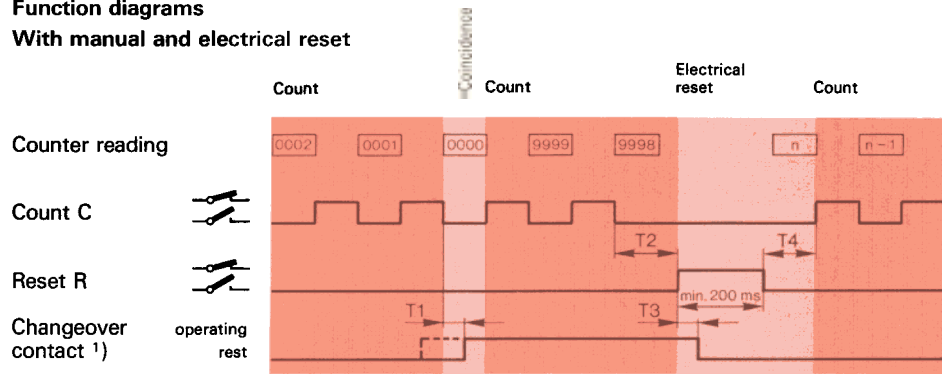 Function diagrams
With manual and electrical reset
Coincidence
Count
Count
Electrical
reset
Count
Counter reading
0002
0001
0000
9999
9998
n
n-1
Count C
T2
T4
Reset R
min. 200 ms
T1
T3
Changeover
contact 1)
operating
rest